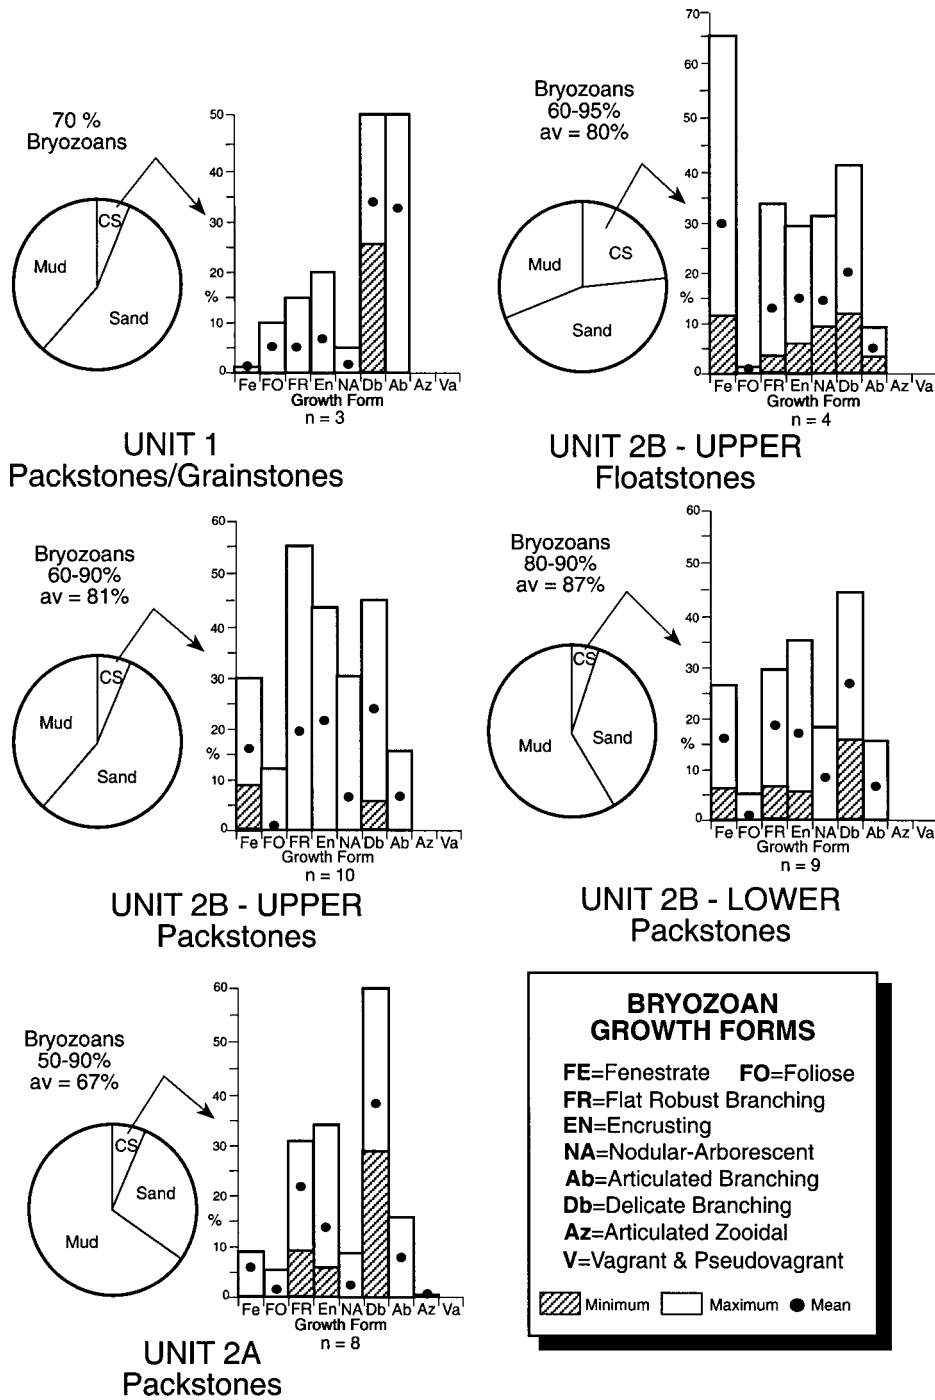 70 %
Bryozoans
CS
Mud
Sand
50
40
30
20
%
10
0
Fe FO FR En NA Db Ab Az Va
Growth Form
n = 3
UNIT 1
Packstones/Grainstones
Bryozoans
60-95%
av = 80%
CS
Mud
Sand
70
60
50
40
30
20
%
10
0
Fe FO FR En NA Db Ab Az Va
Growth Form
n = 4
UNIT 2B - UPPER
Floatstones
Bryozoans
60-90%
av = 81%
CS
Mud
Sand
60
50
40
30
20
%
10
0
Fe FO FR En NA Db Ab Az Va
Growth Form
n = 10
UNIT 2B - UPPER
Packstones
Bryozoans
80-90%
av = 87%
CS
Mud
Sand
60
50
40
30
20
%
10
0
Fe FO FR En NA Db Ab Az Va
Growth Form
n = 9
UNIT 2B - LOWER
Packstones
Bryozoans
50-90%
av = 67%
CS
Sand
Mud
60
50
40
30
20
%
10
0
Fe FO FR En NA Db Ab Az Va
Growth Form
n = 8
UNIT 2A
Packstones
BRYOZOAN
GROWTH FORMS
FE=Fenestrate FO=Foliose
FR=Flat Robust Branching
EN=Encrusting
NA=Nodular-Arborescent
Ab=Articulated Branching
Db=Delicate Branching
Az=Articulated Zooidal
V=Vagrant & Pseudovagrant
Minimum Maximum Mean